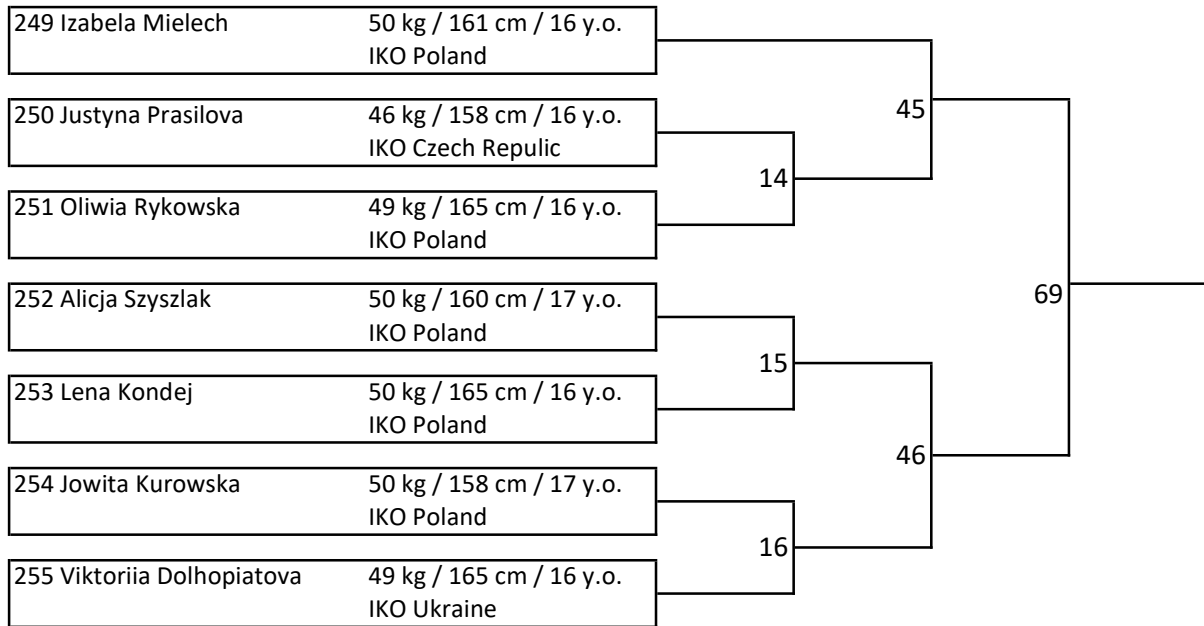 249 Izabela Mielech 50 kg / 161 cm / 16 y.o.
IKO Poland
250 Justyna Prasilova 46 kg / 158 cm / 16 y.o.
45
IKO Czech Repulic
14
251 Oliwia Rykowska 49 kg / 165 cm / 16 y.o.
IKO Poland
252 Alicja Szyszlak 50 kg / 160 cm / 17 y.o.
69
IKO Poland
15
253 Lena Kondej 50 kg / 165 cm / 16 y.o.
IKO Poland
46
254 Jowita Kurowska 50 kg / 158 cm / 17 y.o.
IKO Poland
16
255 Viktoriia Dolhopiatova 49 kg / 165 cm / 16 y.o.
IKO Ukraine